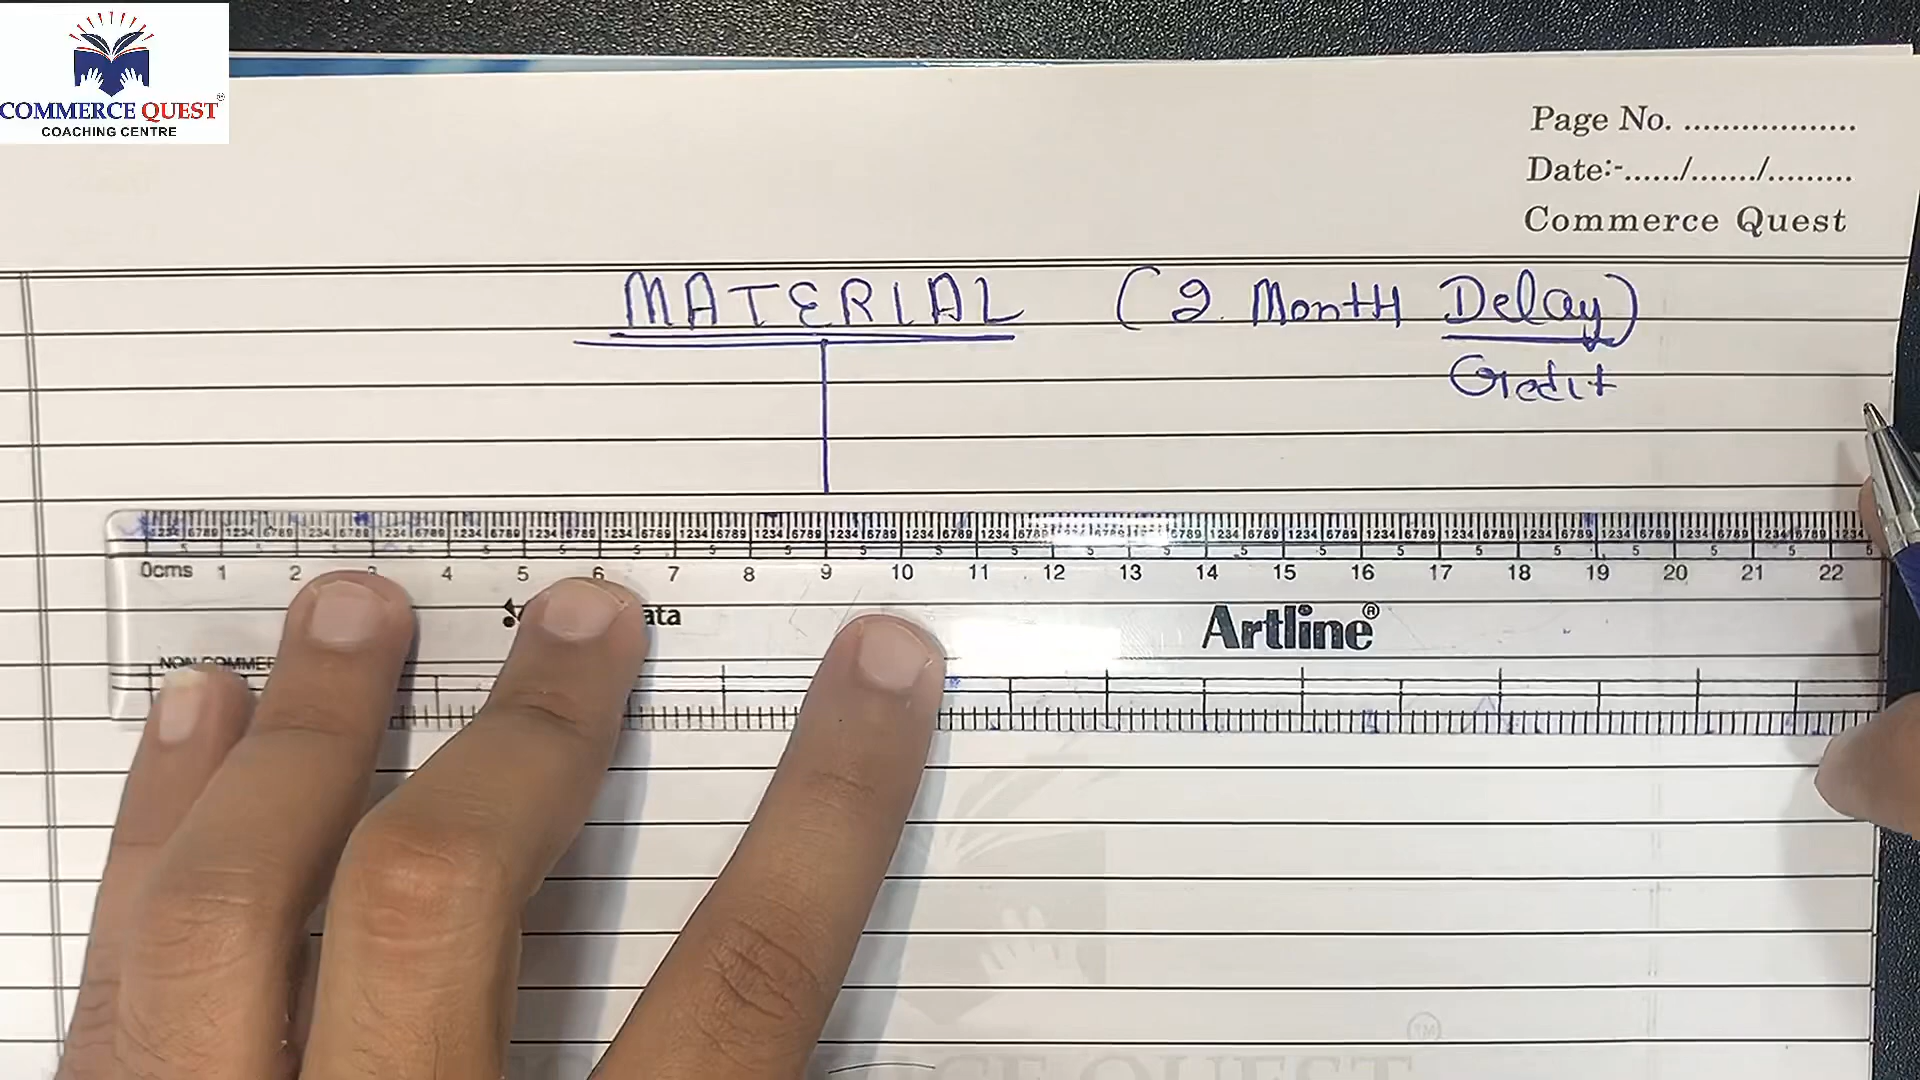 COMMERCE QUEST
COACHING CENTRE
Page No. ..................
Date:-....../......./.........
Commerce Quest
MATERIAL (2 Month Delay)
Credit
0cms 1 2 3 4 5 6 7 8 9 10 11 12 13 14 15 16 17 18 19 20 21 22
Artline®